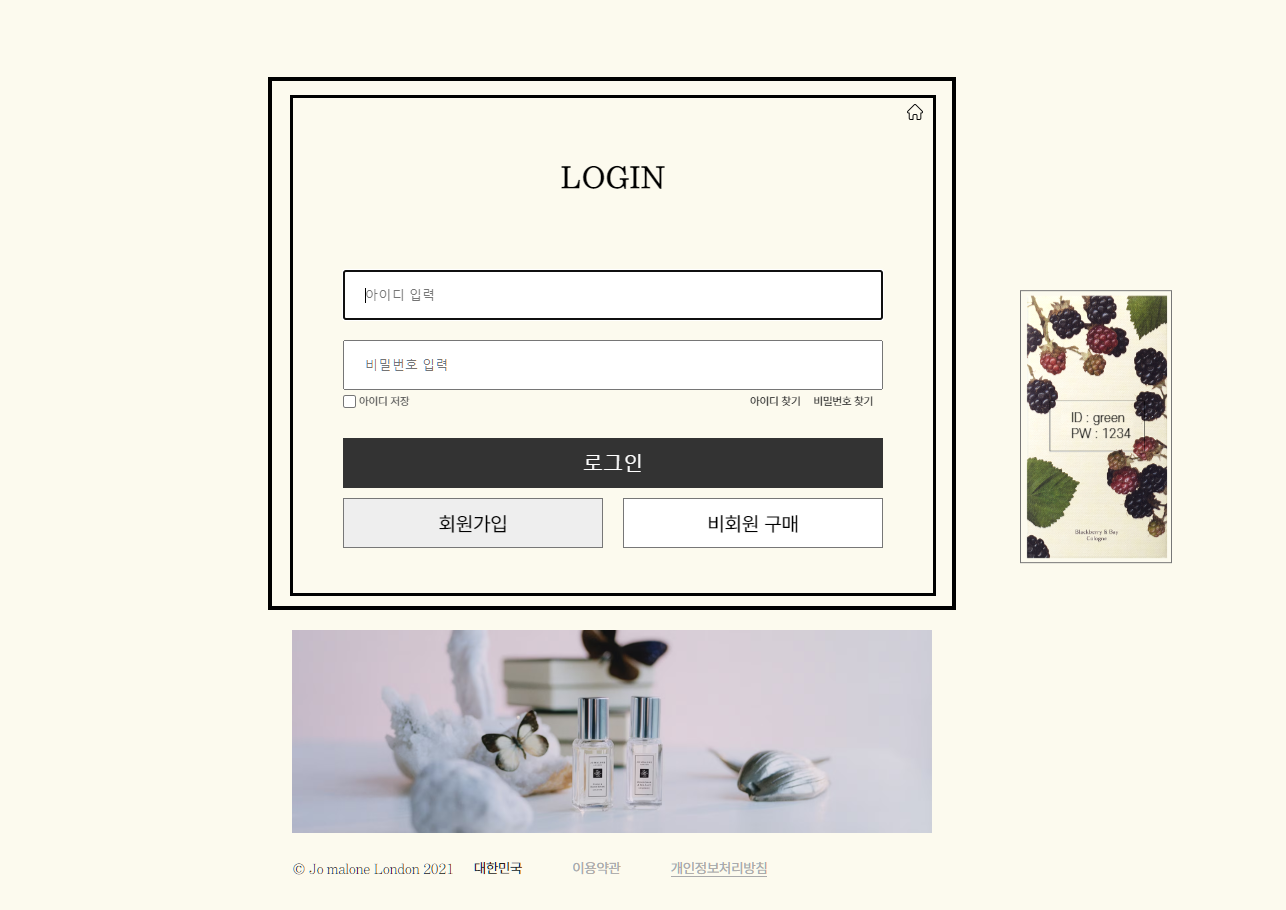 LOGIN
아이디 입력
비밀번호 입력
아이디 저장
아이디 찾기 비밀번호 찾기
로그인
회원가입 비회원 구매
ID : green
PW : 1234
Blackberry & Bay
Cologne
© Jo malone London 2021 대한민국 이용약관 개인정보처리방침